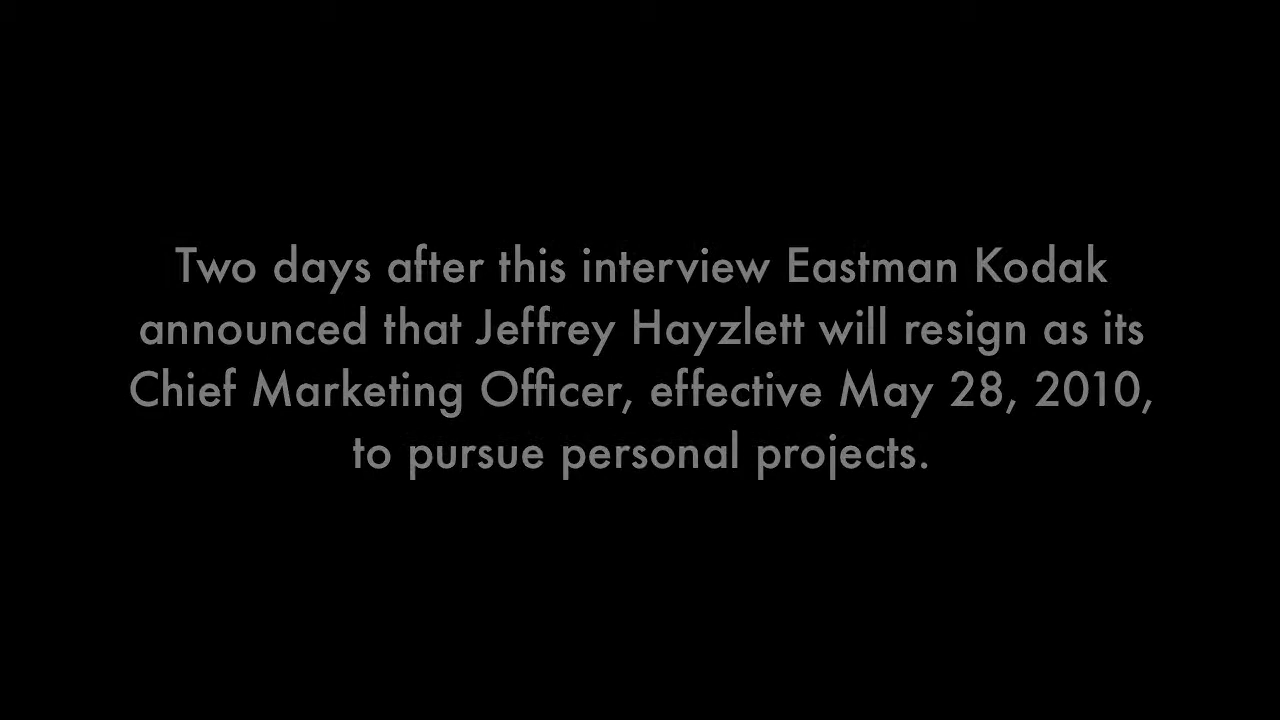 Two days after this interview Eastman Kodak
announced that Jeffrey Hayzlett will resign as its
Chief Marketing Officer, effective May 28, 2010,
to pursue personal projects.